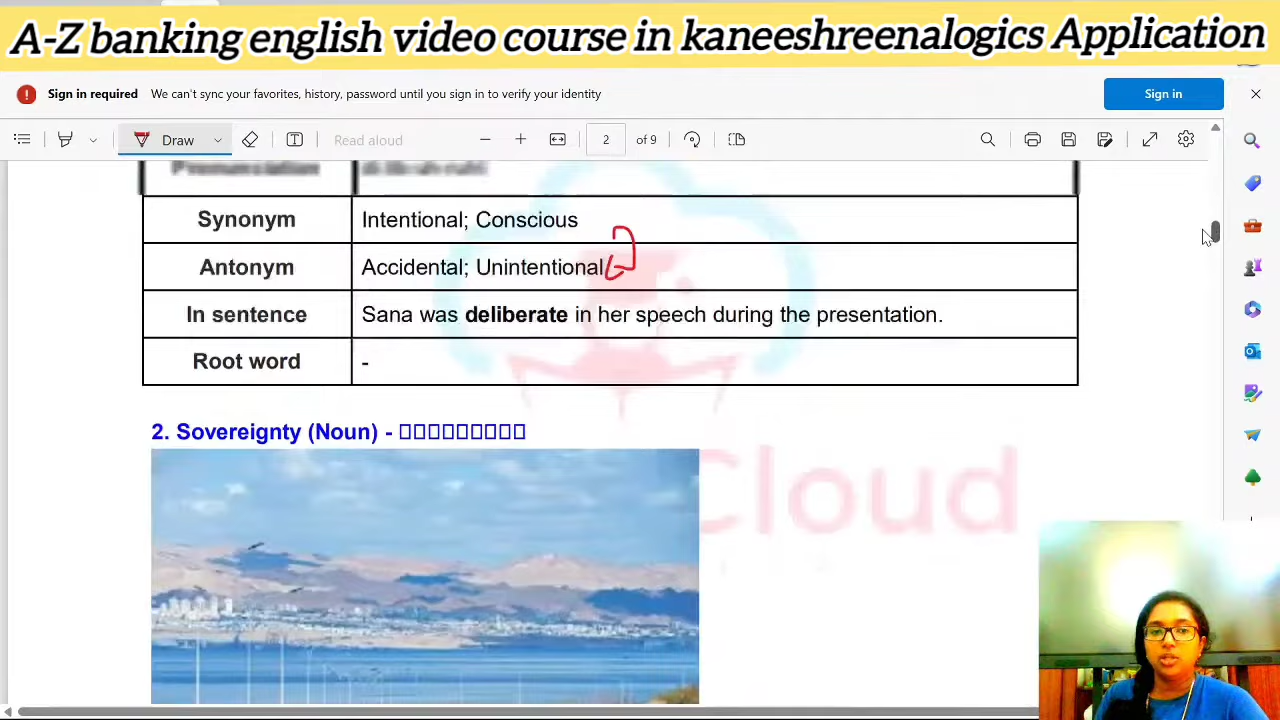 A-Z banking english video course in kaneeshreenalogics Application
Sign in required We can't sync your favorites, history, password until you sign in to verify your identity Sign in
Draw Read aloud 2 of 9
Pronunciation
Synonym Intentional; Conscious
Antonym Accidental; Unintentional
In sentence Sana was deliberate in her speech during the presentation.
Root word -
2. Sovereignty (Noun) -
Cloud